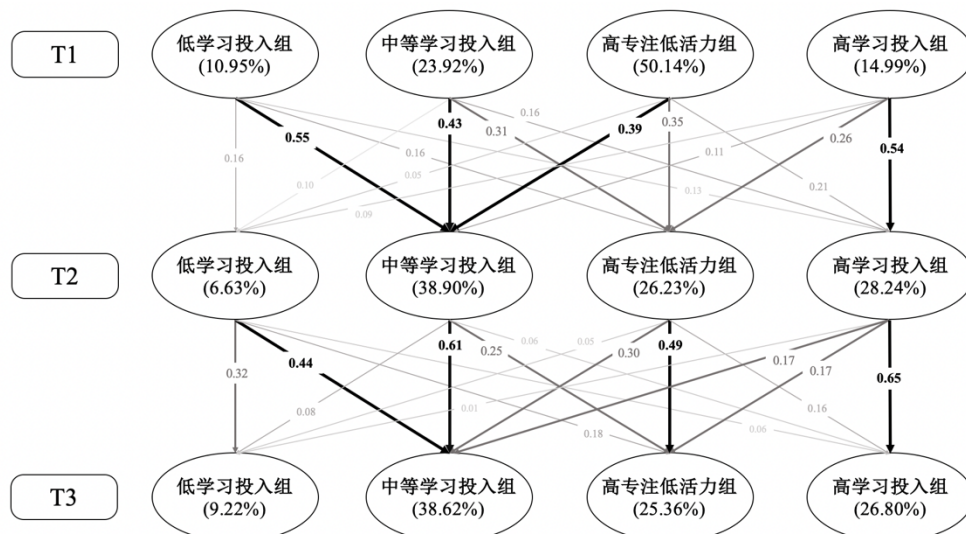 T1
低学习投入组
(10.95%)
中等学习投入组
(23.92%)
高专注低活力组
(50.14%)
高学习投入组
(14.99%)
0.16
0.55
0.16
0.13
0.10
0.43
0.31
0.16
0.05
0.39
0.35
0.21
0.09
0.11
0.26
0.54
T2
低学习投入组
(6.63%)
中等学习投入组
(38.90%)
高专注低活力组
(26.23%)
高学习投入组
(28.24%)
0.32
0.44
0.18
0.06
0.08
0.61
0.25
0.06
0.05
0.30
0.49
0.16
0.01
0.17
0.17
0.65
T3
低学习投入组
(9.22%)
中等学习投入组
(38.62%)
高专注低活力组
(25.36%)
高学习投入组
(26.80%)